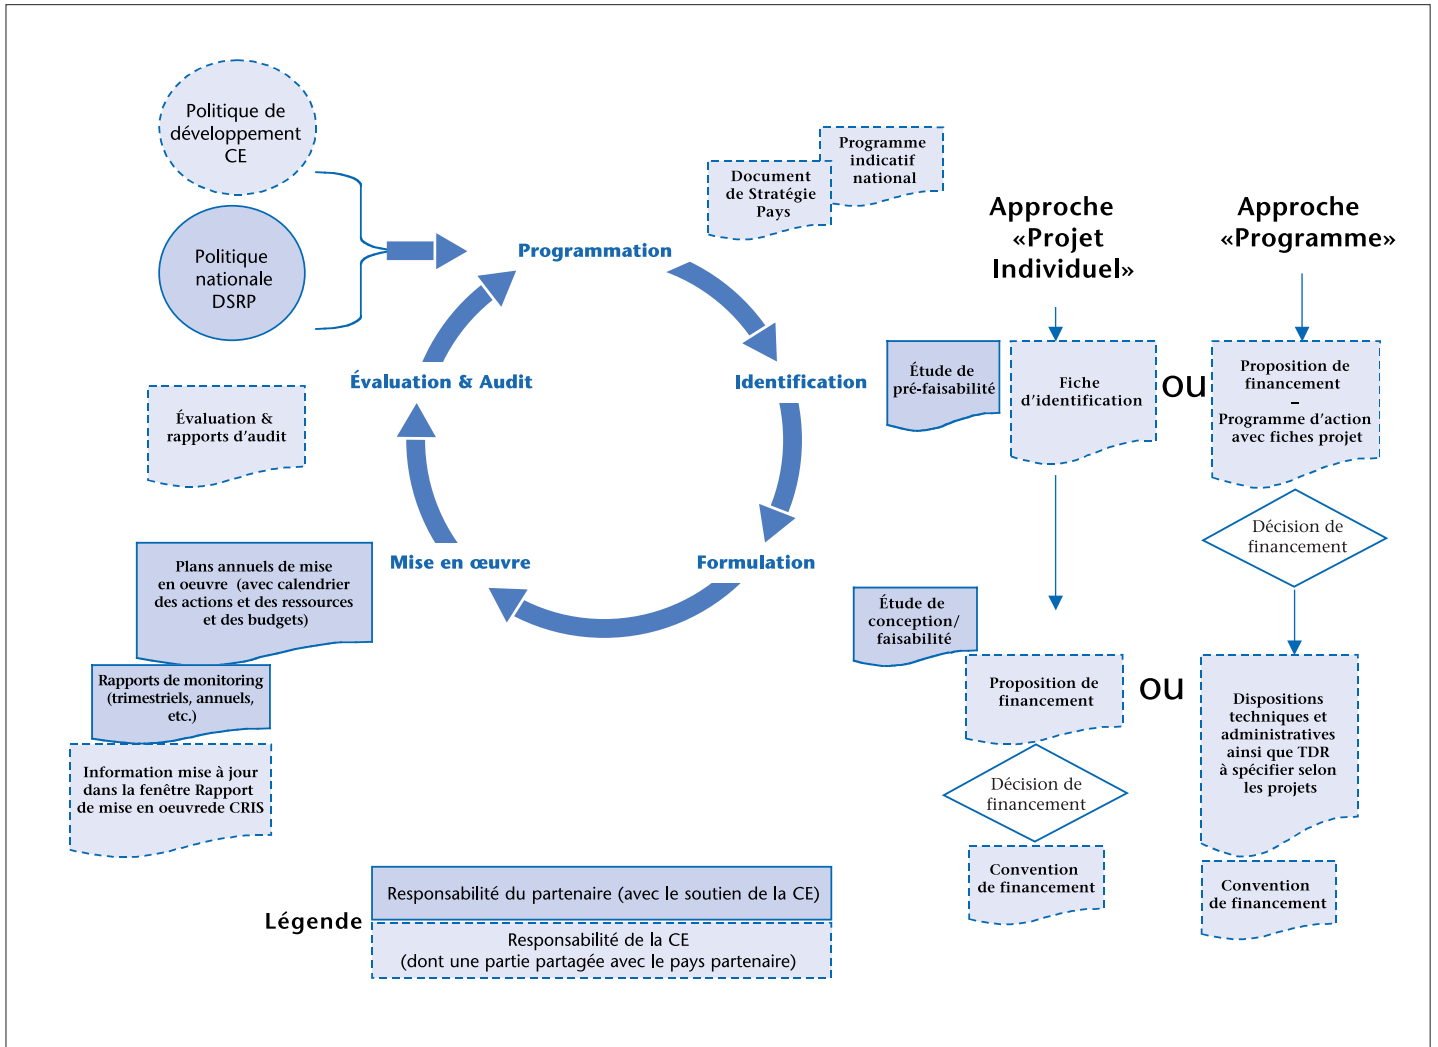 Politique de
développement
CE
Politique
nationale
DSRP
Programmation
Document
de Stratégie
Pays
Programme
indicatif
national
Approche
«Projet
Individuel»
Approche
«Programme»
Évaluation & Audit
Identification
Étude de
pré-faisabilité
Fiche
d’identification
ou
Proposition de
financement
–
Programme d’action
avec fiches projet
Évaluation &
rapports d’audit
Décision de
financement
Mise en œuvre
Formulation
Plans annuels de mise
en oeuvre (avec calendrier
des actions et des ressources
et des budgets)
Étude de
conception/
faisabilité
Rapports de monitoring
(trimestriels, annuels,
etc.)
Proposition de
financement
ou
Dispositions
techniques et
administratives
ainsi que TDR
à spécifier selon
les projets
Information mise à jour
dans la fenêtre Rapport
de mise en oeuvrede CRIS
Décision de
financement
Convention
de financement
Convention
de financement
Légende
Responsabilité du partenaire (avec le soutien de la CE)
Responsabilité de la CE
(dont une partie partagée avec le pays partenaire)